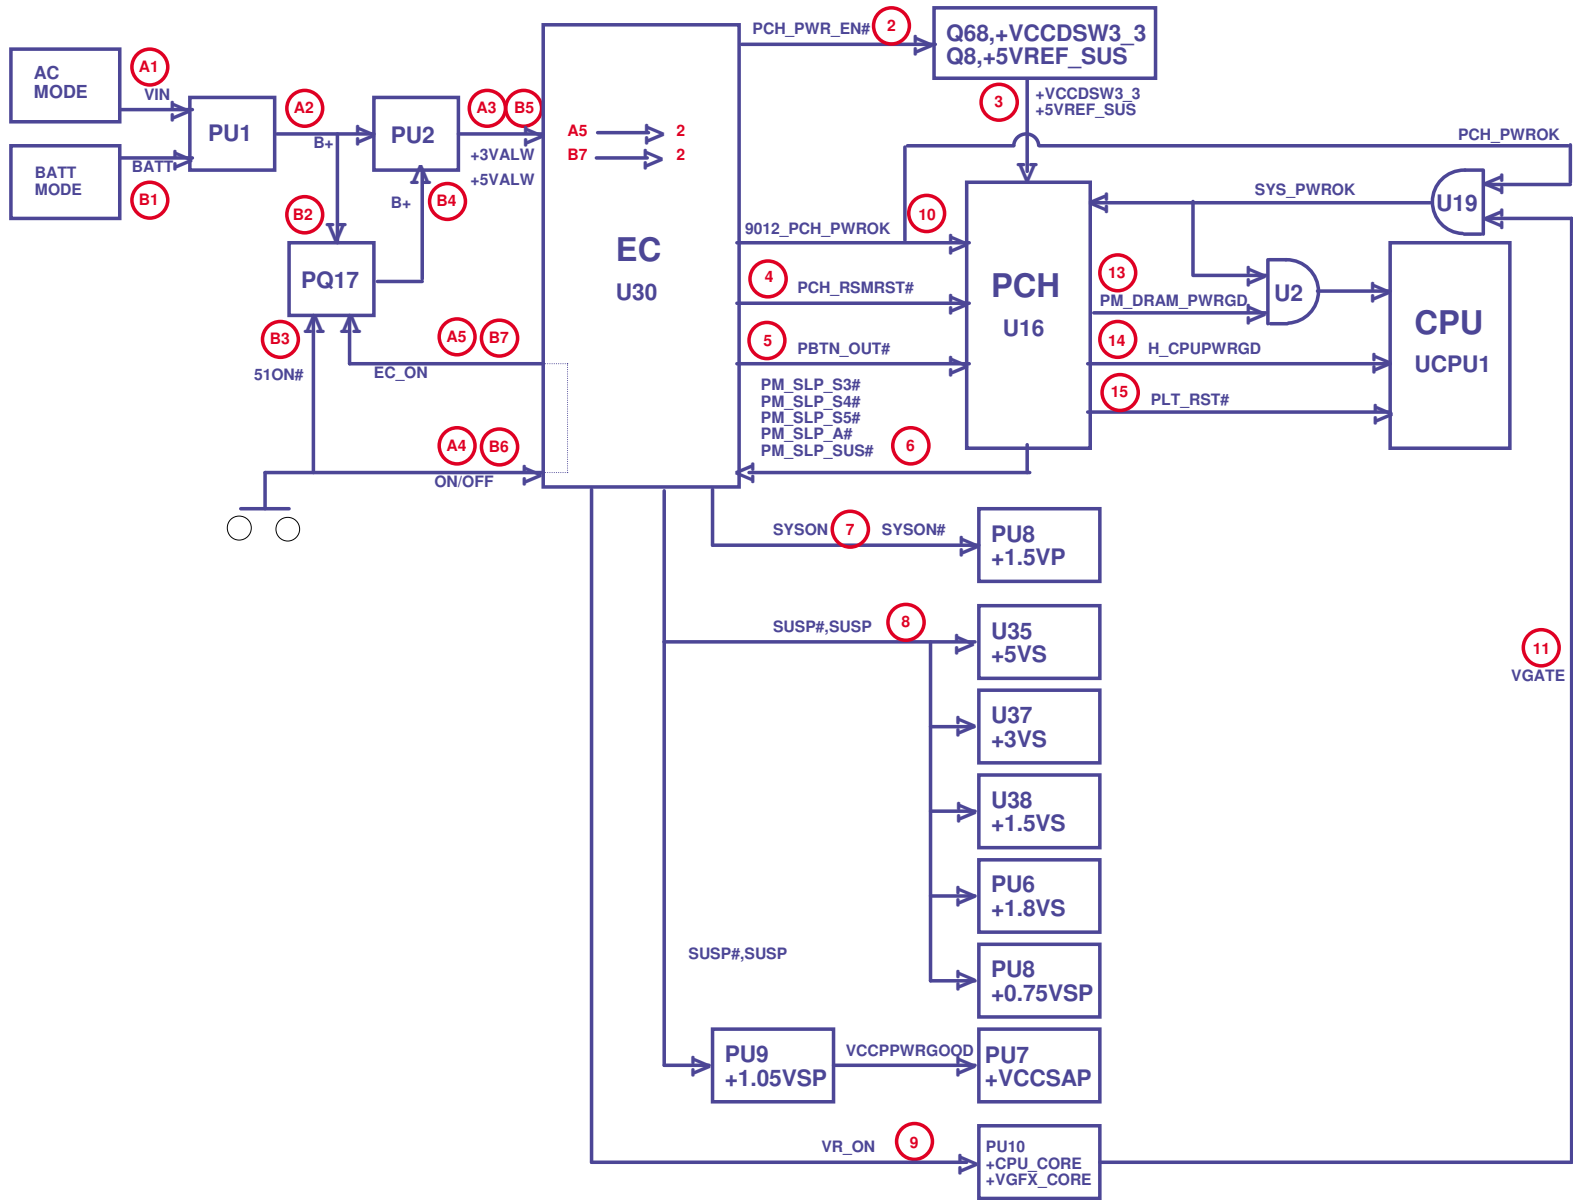 PCH_PWR_EN#
2
Q68,+VCCDSW3_3
Q8,+5VREF_SUS
AC
MODE
A1
VIN
PU1
A2
B+
PU2
A3
B5
+3VALW
+5VALW
BATT
MODE
BATT
B1
B2
B+
B4
PQ17
B3
51ON#
A5
B7
EC_ON
A4
B6
ON/OFF
A5
2
B7
2
EC
U30
3
+VCCDSW3_3
+5VREF_SUS
PCH_PWROK
SYS_PWROK
U19
10
9012_PCH_PWROK
4
PCH_RSMRST#
5
PBTN_OUT#
PM_SLP_S3#
PM_SLP_S4#
PM_SLP_S5#
PM_SLP_A#
PM_SLP_SUS#
6
PCH
U16
13
PM_DRAM_PWRGD
U2
14
H_CPUPWRGD
15
PLT_RST#
CPU
UCPU1
SYSON
7
SYSON#
PU8
+1.5VP
SUSP#,SUSP
8
U35
+5VS
11
VGATE
U37
+3VS
U38
+1.5VS
PU6
+1.8VS
SUSP#,SUSP
PU8
+0.75VSP
PU9
+1.05VSP
VCCPPWRGOOD
PU7
+VCCSAP
VR_ON
9
PU10
+CPU_CORE
+VGFX_CORE